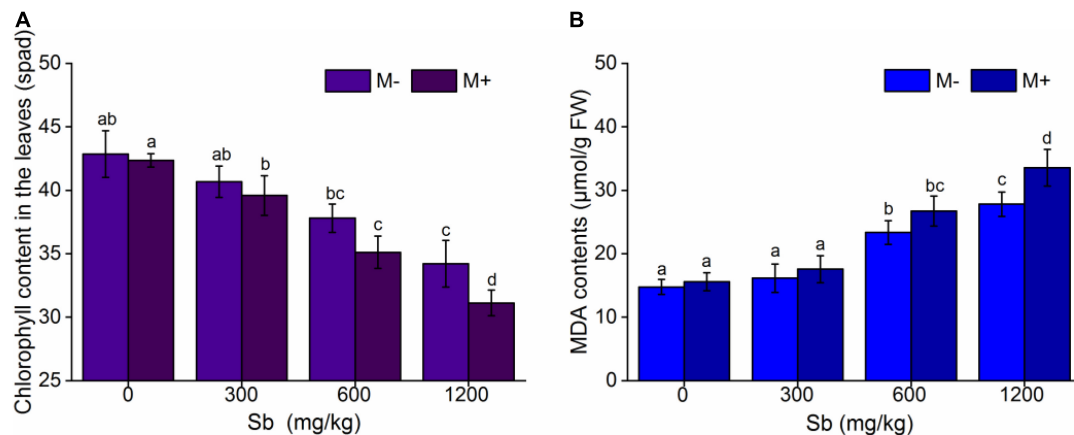 A
Chlorophyll content in the leaves (spad)
50
45
40
35
30
25
M- M+
ab a ab b bc c c d
0 300 600 1200
Sb (mg/kg)
B
MDA contents (μmol/g FW)
50
40
30
20
10
0
M- M+
a a a a b bc c d
0 300 600 1200
Sb (mg/kg)